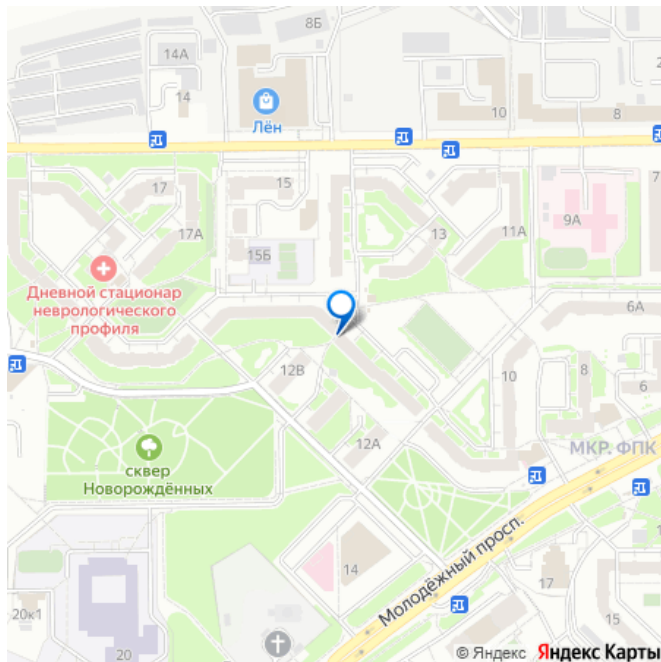 8Б
14А
14
Лён
10
8
2
17
15
17А
13
11А
9А
7
15Б
Дневной стационар
неврологического
профиля
6А
12В
10
8
6
12А
МКР. ФПК
сквер
Новорождённых
Молодёжный просп.
14
17
20к1
20
15
© Яндекс Яндекс Карты